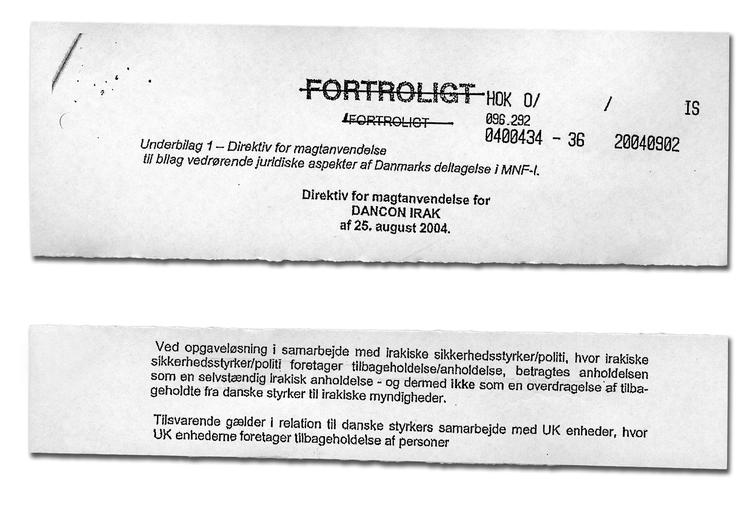 FORTROLIGT HOK O/ / IS
FORTROLIGT 096.292
0400434 - 36 20040902
Underbilag 1 – Direktiv for magtanvendelse
til bilag vedrørende juridiske aspekter af Danmarks deltagelse i MNF-I.
Direktiv for magtanvendelse for
DANCON IRAK
af 25. august 2004.
Ved opgaveløsning i samarbejde med irakiske sikkerhedsstyrker/politi, hvor irakiske
sikkerhedsstyrker/politi foretager tilbageholdelse/anholdelse, betragtes anholdelsen
som en selvstændig irakisk anholdelse - og dermed ikke som en overdragelse af tilba-
geholdte fra danske styrker til irakiske myndigheder.
Tilsvarende gælder i relation til danske styrkers samarbejde med UK enheder, hvor
UK enhederne foretager tilbageholdelse af personer